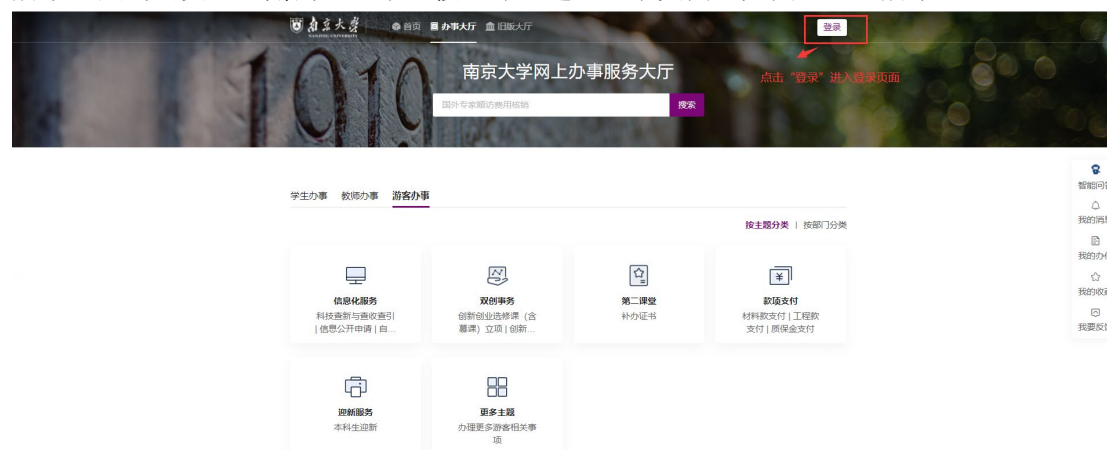 南京大学
NANJING UNIVERSITY
首页 办事大厅 旧版大厅
登录
点击“登录”进入登录页面
1919
南京大学网上办事服务大厅
国外专家顾访费用核销
搜索
学生办事 教师办事 游客办事
按主题分类 | 按部门分类
信息化服务
科技查新与查收查引
| 信息公开申请 | 自...
双创事务
创新创业选修课（含
慕课）立项 | 创新...
第二课堂
补办证书
款项支付
材料款支付 | 工程款
支付 | 质保金支付
迎新服务
本科生迎新
更多主题
办理更多游客相关事
项
智能问答
我的消息
我的办件
我的收藏
我要反馈